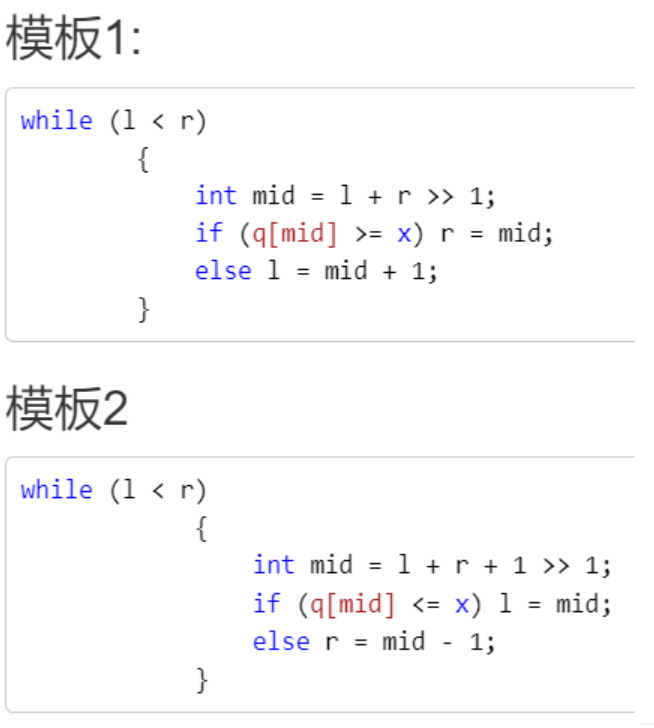 模板1:
while (l < r)
{
int mid = l + r >> 1;
if (q[mid] >= x) r = mid;
else l = mid + 1;
}
模板2
while (l < r)
{
int mid = l + r + 1 >> 1;
if (q[mid] <= x) l = mid;
else r = mid - 1;
}